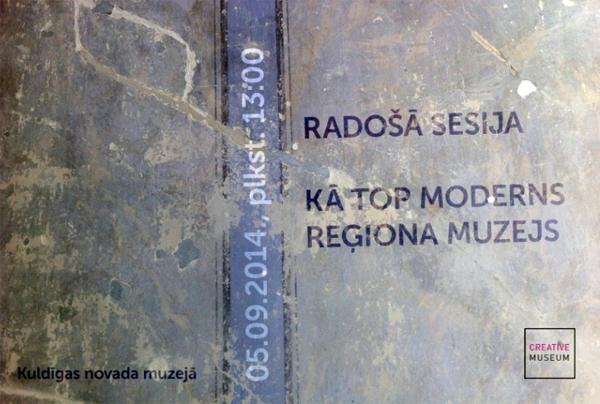 RADOŠĀ SESIJA
KĀ TOP MODERNS
REĢIONA MUZEJS
05.09.2014., plkst. 13:00
Kuldīgas novada muzejā
CREATIVE
MUSEUM